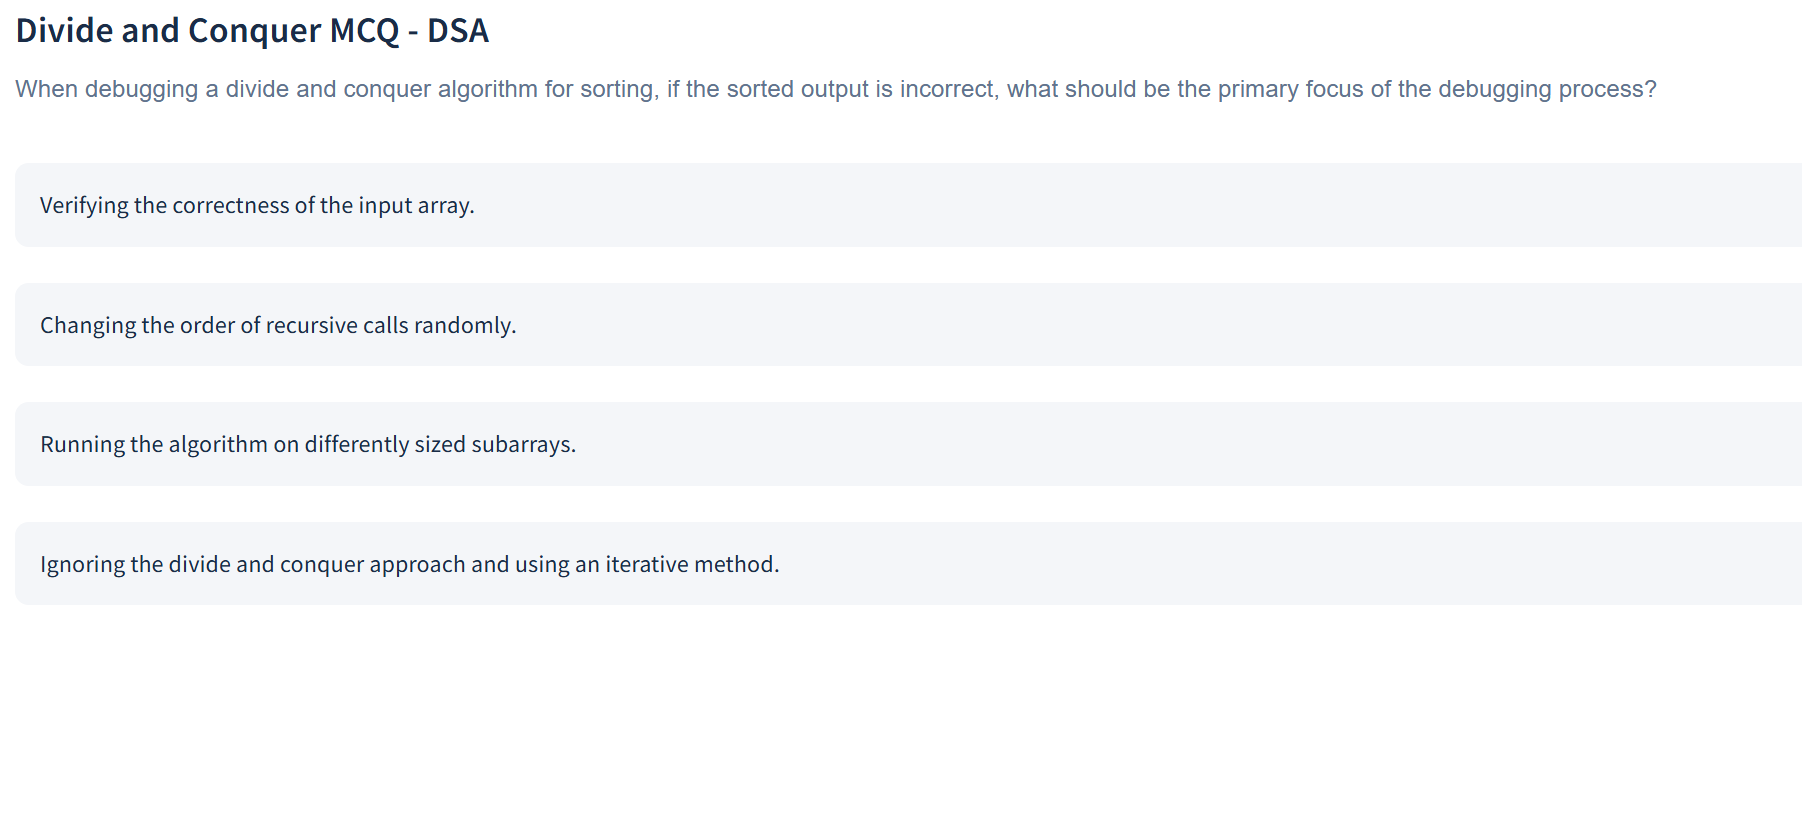 Divide and Conquer MCQ - DSA
When debugging a divide and conquer algorithm for sorting, if the sorted output is incorrect, what should be the primary focus of the debugging process?
Verifying the correctness of the input array.
Changing the order of recursive calls randomly.
Running the algorithm on differently sized subarrays.
Ignoring the divide and conquer approach and using an iterative method.